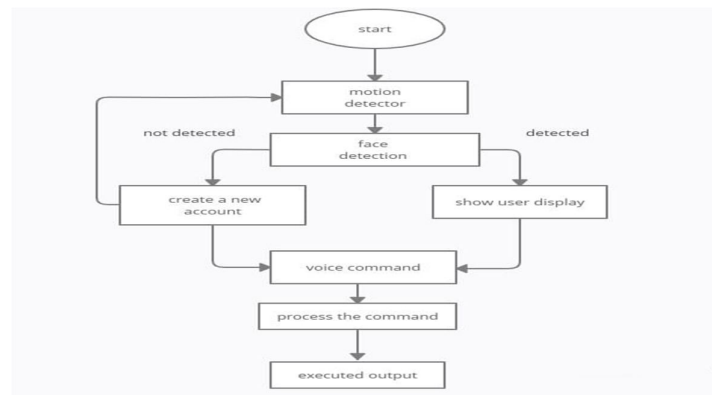 start
motion
detector
not detected
detected
face
detection
create a new
account
show user display
voice command
process the command
executed output